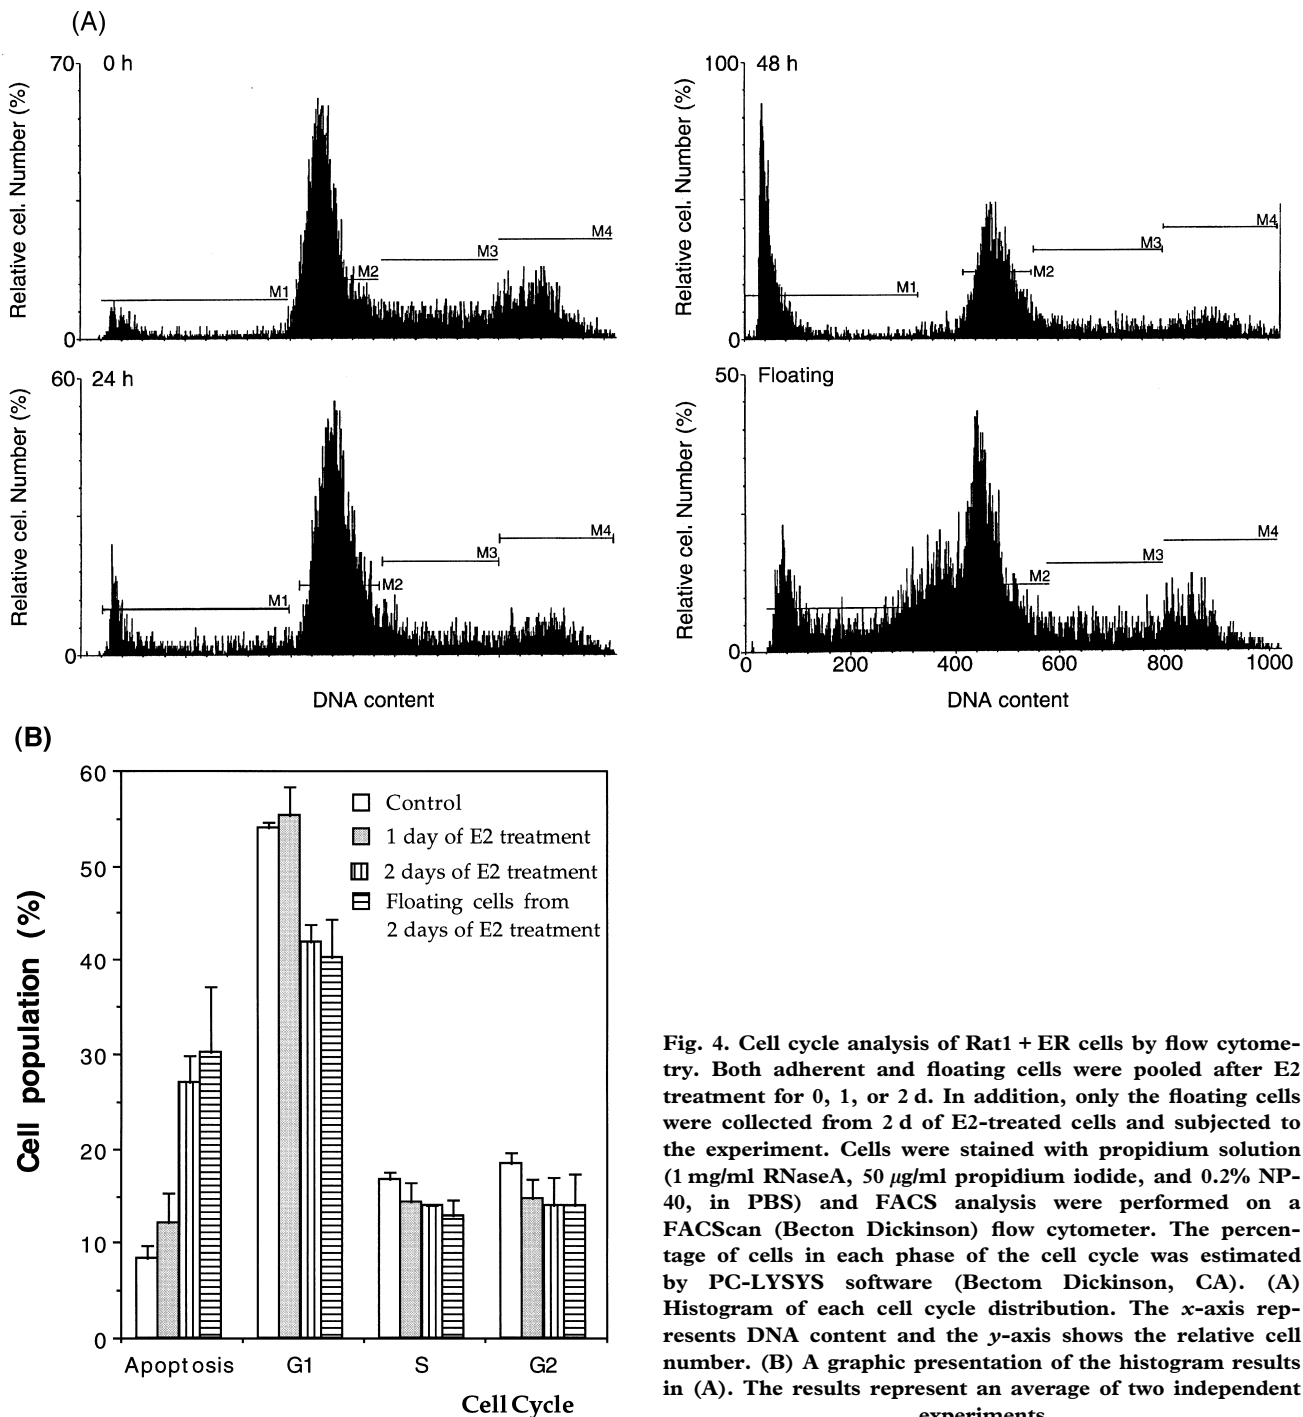 (A)
70
0 h
Relative cel. Number (%)
M1
M2
M3
M4
0
100
48 h
Relative cel. Number (%)
M1
M2
M3
M4
0
60
24 h
Relative cel. Number (%)
M1
M2
M3
M4
0
DNA content
50
Floating
Relative cel. Number (%)
M2
M3
M4
0
0 200 400 600 800 1000
DNA content
(B)
60
50
40
30
20
10
0
Cell population (%)
Control
1 day of E2 treatment
2 days of E2 treatment
Floating cells from
2 days of E2 treatment
Apoptosis G1 S G2
Cell Cycle
Fig. 4. Cell cycle analysis of Rat1 + ER cells by flow cytome-
try. Both adherent and floating cells were pooled after E2
treatment for 0, 1, or 2 d. In addition, only the floating cells
were collected from 2 d of E2-treated cells and subjected to
the experiment. Cells were stained with propidium solution
(1 mg/ml RNaseA, 50 μg/ml propidium iodide, and 0.2% NP-
40, in PBS) and FACS analysis were performed on a
FACScan (Becton Dickinson) flow cytometer. The percen-
tage of cells in each phase of the cell cycle was estimated
by PC-LYSYS software (Bectom Dickinson, CA). (A)
Histogram of each cell cycle distribution. The x-axis rep-
resents DNA content and the y-axis shows the relative cell
number. (B) A graphic presentation of the histogram results
in (A). The results represent an average of two independent
experiments